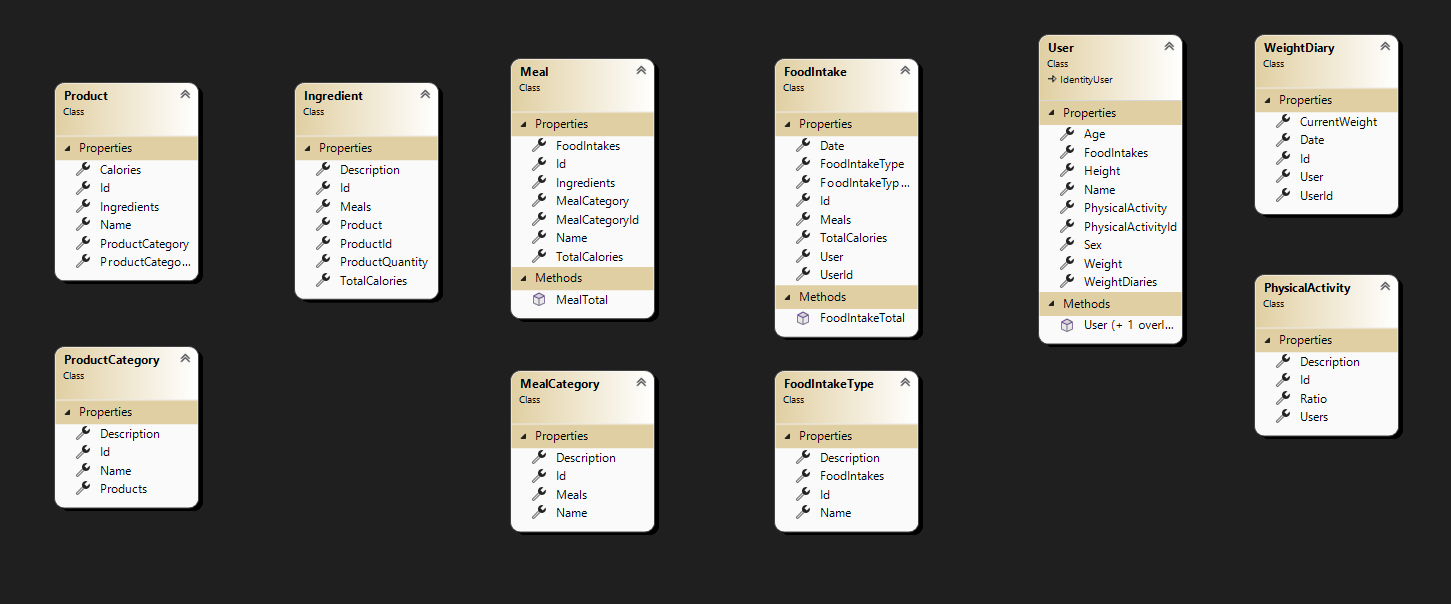 Product
Class
Properties
Calories
Id
Ingredients
Name
ProductCategory
ProductCatego...
ProductCategory
Class
Properties
Description
Id
Name
Products
Ingredient
Class
Properties
Description
Id
Meals
Product
ProductId
ProductQuantity
TotalCalories
Meal
Class
Properties
FoodIntakes
Id
Ingredients
MealCategory
MealCategoryId
Name
TotalCalories
Methods
MealTotal
MealCategory
Class
Properties
Description
Id
Meals
Name
FoodIntake
Class
Properties
Date
FoodIntakeType
FoodIntakeTyp...
Id
Meals
TotalCalories
User
UserId
Methods
FoodIntakeTotal
FoodIntakeType
Class
Properties
Description
FoodIntakes
Id
Name
User
Class
IdentityUser
Properties
Age
FoodIntakes
Height
Name
PhysicalActivity
PhysicalActivityId
Sex
Weight
WeightDiaries
Methods
User (+ 1 overl...
WeightDiary
Class
Properties
CurrentWeight
Date
Id
User
UserId
PhysicalActivity
Class
Properties
Description
Id
Ratio
Users